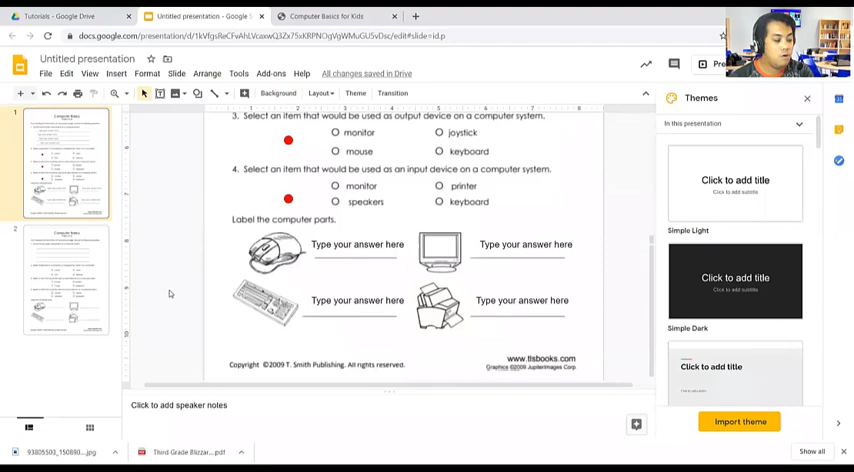 Tutorials - Google Drive
Untitled presentation - Google S
Computer Basics for Kids
docs.google.com/presentation/d/1kVfgsReCFvAhLVcaxwQ3Zx75xKRPNOgVgWMuGU5vDsc/edit#slide=id.p
Untitled presentation
File Edit View Insert Format Slide Arrange Tools Add-ons Help All changes saved in Drive
Background Layout Theme Transition
Themes
In this presentation
3. Select an item that would be used as output device on a computer system.
monitor joystick
mouse keyboard
4. Select an item that would be used as an input device on a computer system.
monitor printer
speakers keyboard
Label the computer parts.
Type your answer here Type your answer here
Type your answer here Type your answer here
Copyright ©2009 T. Smith Publishing. All rights reserved.
www.tlsbooks.com
Graphics ©2009 JupiterImages Corp.
Click to add speaker notes
1
Computer Basics
2
Computer Basics
Click to add title
Click to add subtitle
Simple Light
Click to add title
Click to add subtitle
Simple Dark
Click to add title
Import theme
93805503_150890....jpg
Third Grade Blizzar....pdf
Show all